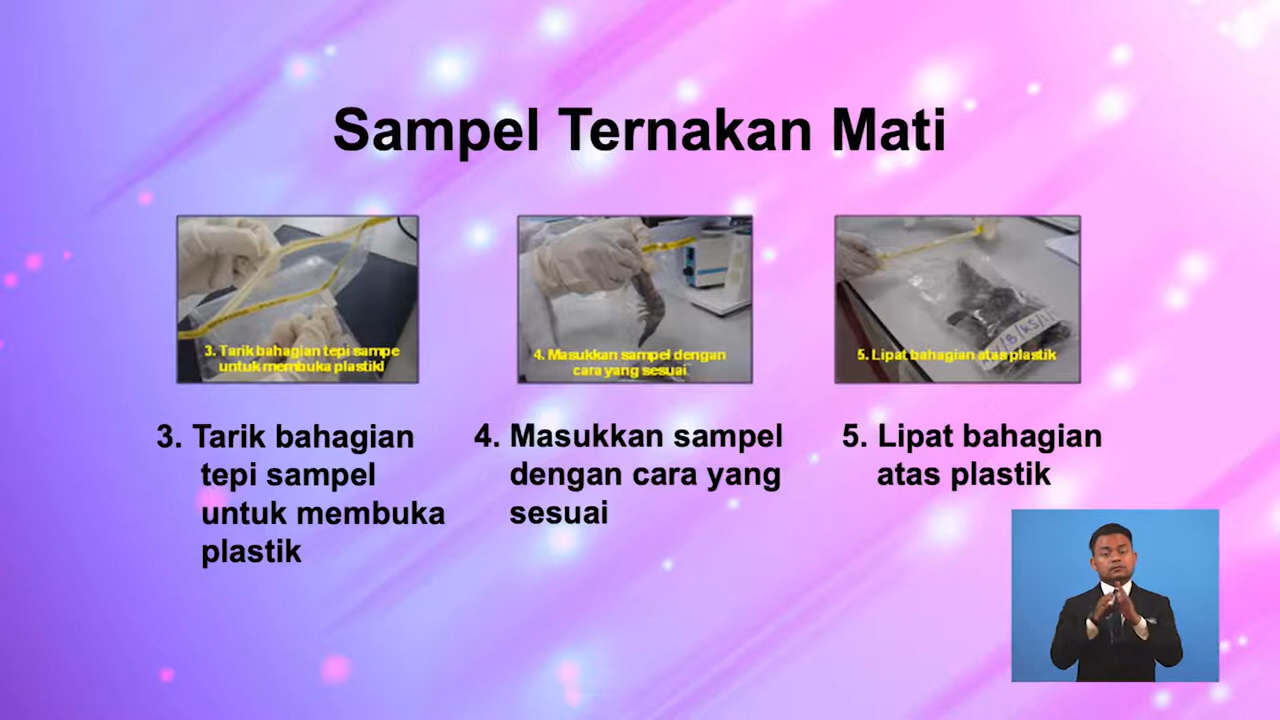 Sampel Ternakan Mati
3. Tarik bahagian tepi sampe
untuk membuka plastikl
4. Masukkan sampel dengan
cara yang sesuai
5. Lipat bahagian atas plastik
3. Tarik bahagian
tepi sampel
untuk membuka
plastik
4. Masukkan sampel
dengan cara yang
sesuai
5. Lipat bahagian
atas plastik